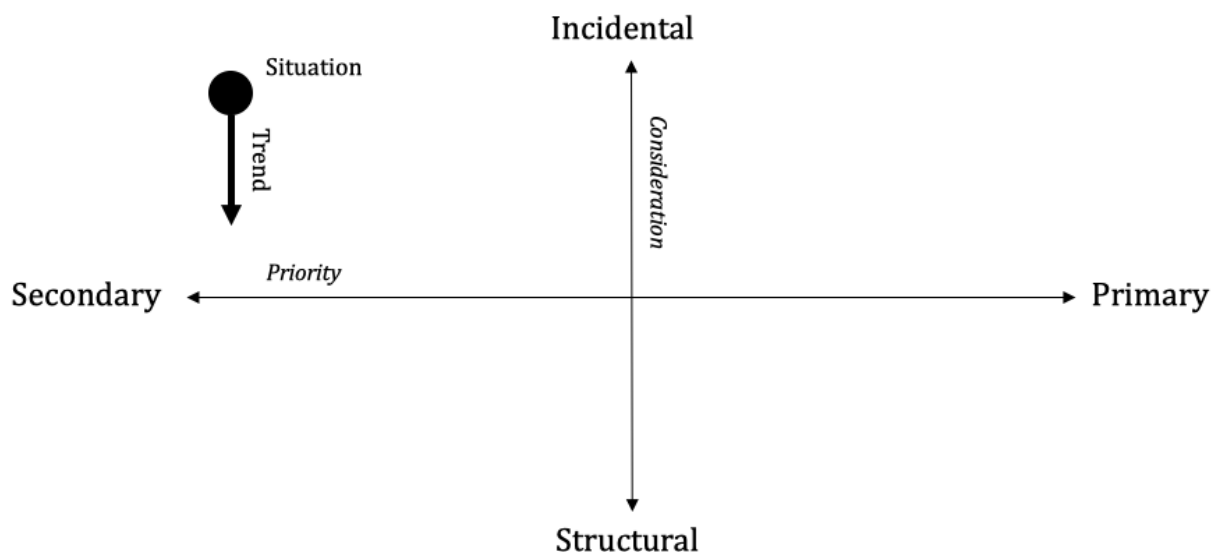 Incidental
Situation
Trend
Consideration
Priority
Secondary
Primary
Structural